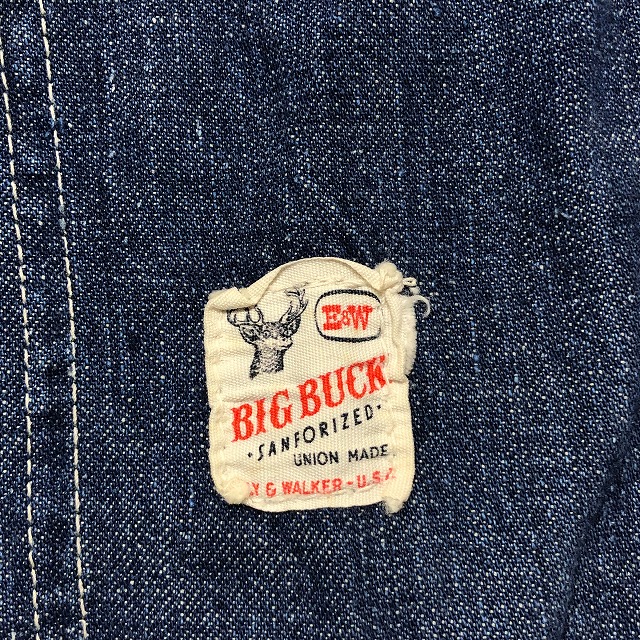 E&W
BIG BUCK
·SANFORIZED·
UNION MADE
Y & WALKER - U.S.A